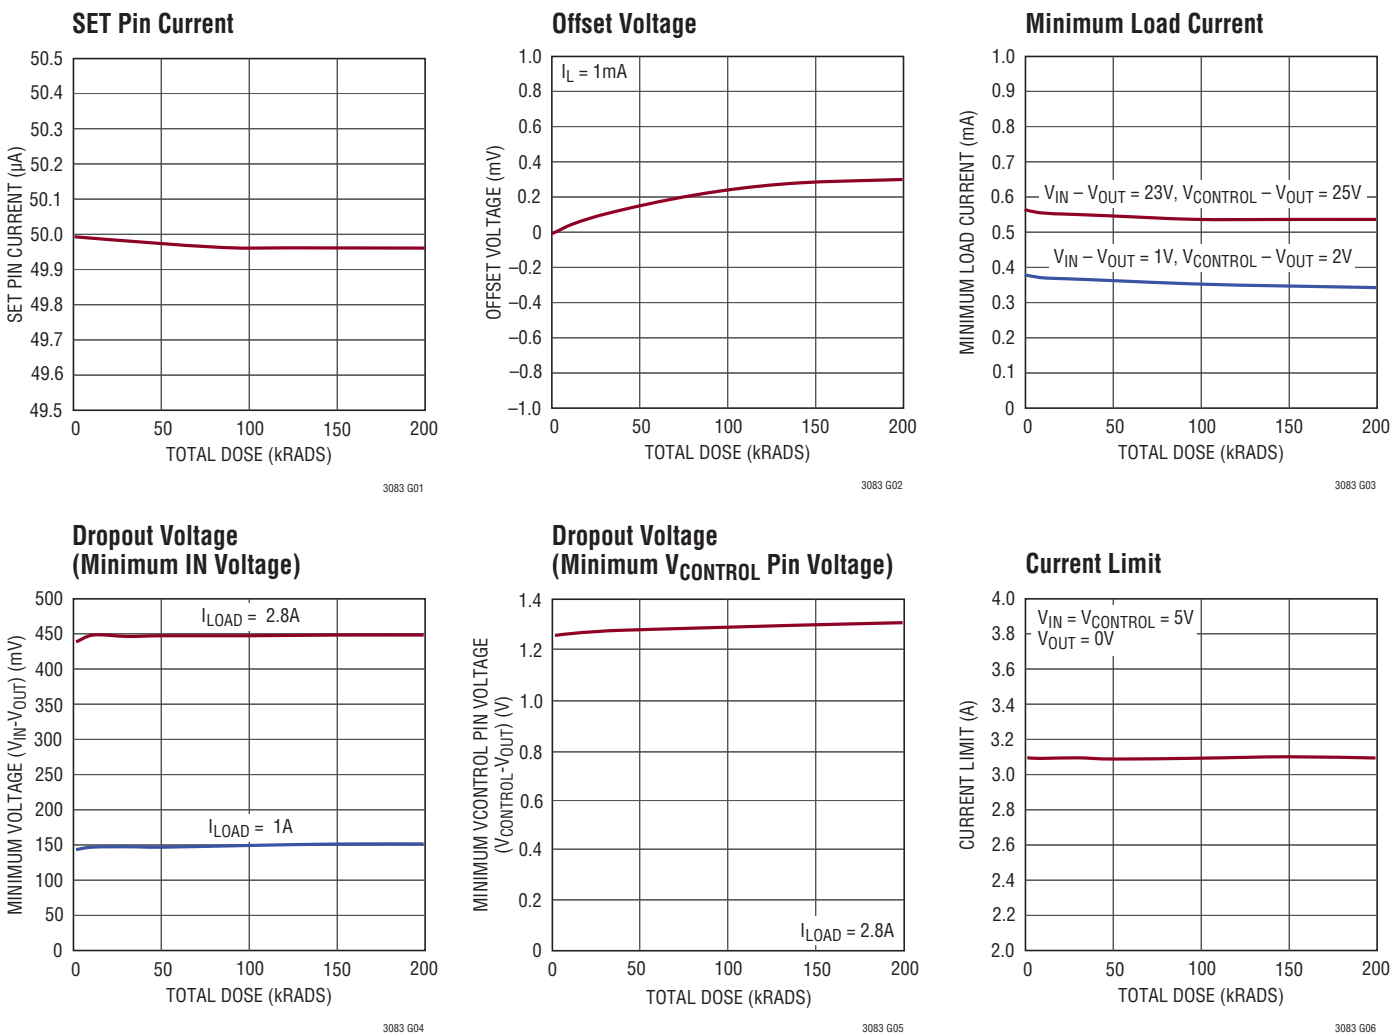 SET Pin Current
50.5
50.4
50.3
50.2
50.1
50.0
49.9
49.8
49.7
49.6
49.5
SET PIN CURRENT (µA)
0 50 100 150 200
TOTAL DOSE (kRADS)
3083 G01
Offset Voltage
IL = 1mA
1.0
0.8
0.6
0.4
0.2
0
–0.2
–0.4
–0.6
–0.8
–1.0
OFFSET VOLTAGE (mV)
0 50 100 150 200
TOTAL DOSE (kRADS)
3083 G02
Minimum Load Current
1.0
0.9
0.8
0.7
0.6
0.5
0.4
0.3
0.2
0.1
0
MINIMUM LOAD CURRENT (mA)
VIN – VOUT = 23V, VCONTROL – VOUT = 25V
VIN – VOUT = 1V, VCONTROL – VOUT = 2V
0 50 100 150 200
TOTAL DOSE (kRADS)
3083 G03
Dropout Voltage
(Minimum IN Voltage)
500
450
400
350
300
250
200
150
100
50
0
MINIMUM VOLTAGE (VIN-VOUT) (mV)
ILOAD = 2.8A
ILOAD = 1A
0 50 100 150 200
TOTAL DOSE (kRADS)
3083 G04
Dropout Voltage
(Minimum VCONTROL Pin Voltage)
1.4
1.2
1.0
0.8
0.6
0.4
0.2
0
MINIMUM VCONTROL PIN VOLTAGE
(VCONTROL-VOUT) (V)
ILOAD = 2.8A
0 50 100 150 200
TOTAL DOSE (kRADS)
3083 G05
Current Limit
4.0
3.8
3.6
3.4
3.2
3.0
2.8
2.6
2.4
2.2
2.0
CURRENT LIMIT (A)
VIN = VCONTROL = 5V
VOUT = 0V
0 50 100 150 200
TOTAL DOSE (kRADS)
3083 G06